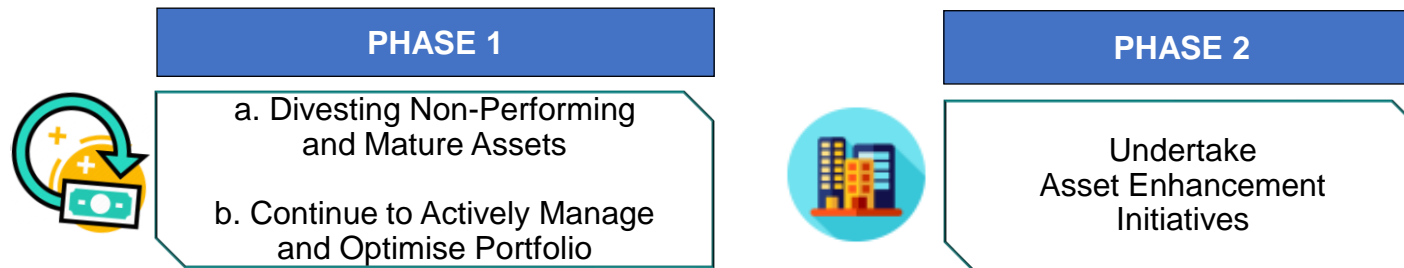 PHASE 1
a. Divesting Non-Performing
and Mature Assets
b. Continue to Actively Manage
and Optimise Portfolio
PHASE 2
Undertake
Asset Enhancement
Initiatives